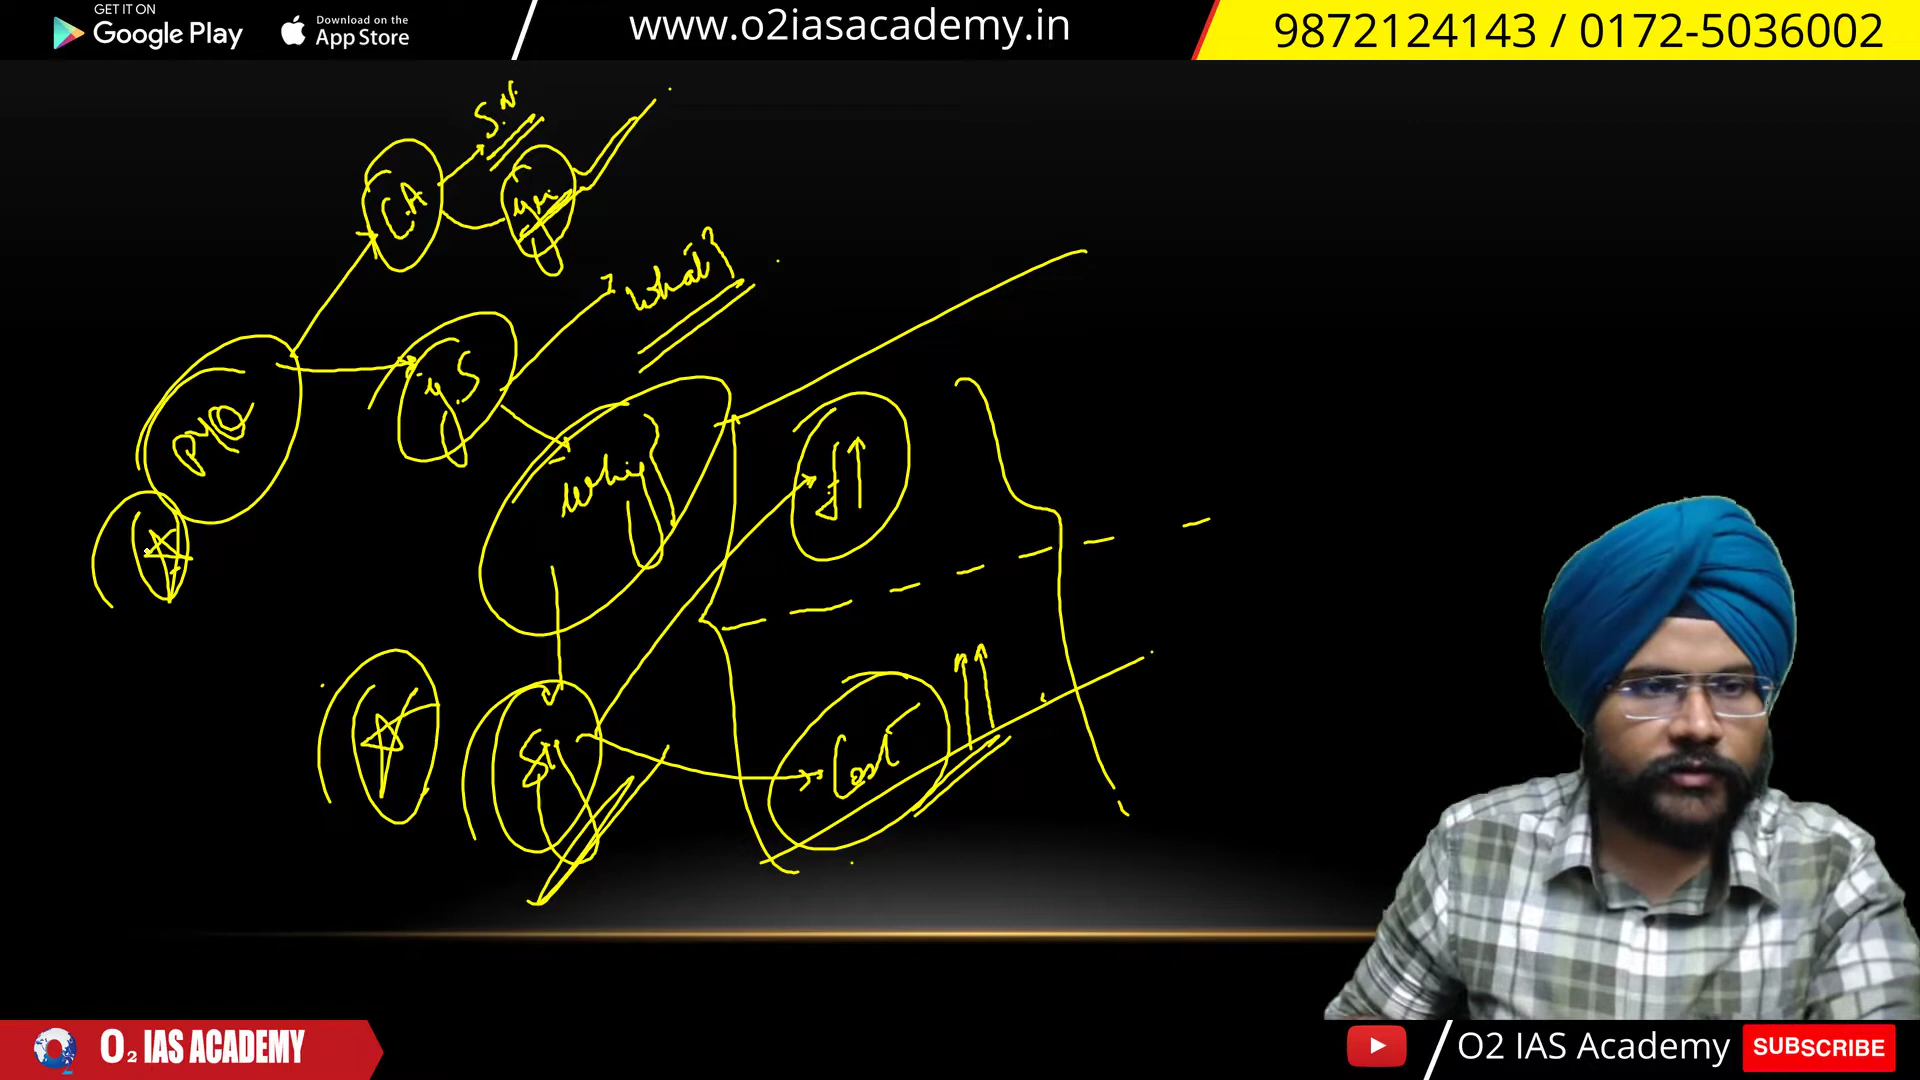 GET IT ON
Google Play
Download on the
App Store
www.o2iasacademy.in
9872124143 / 0172-5036002
S.N.
C.A
What?
G.S
PYQ
Why
Cost
O2 IAS ACADEMY
O2 IAS Academy
SUBSCRIBE